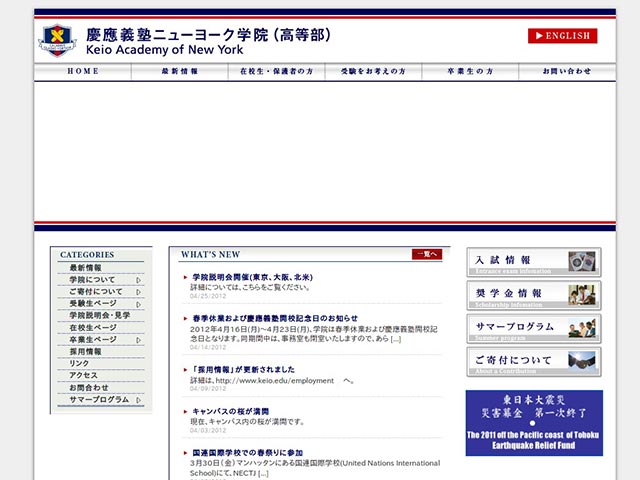 慶應義塾ニューヨーク学院（高等部）
Keio Academy of New York
ENGLISH
HOME
最新情報
在校生・保護者の方
受験をお考えの方
卒業生の方
お問い合わせ
CATEGORIES
最新情報
学院について
ご寄付について
受験生ページ
学院説明会・見学
在校生ページ
卒業生ページ
採用情報
リンク
アクセス
お問合わせ
サマープログラム
WHAT'S NEW
一覧へ
学院説明会開催(東京、大阪、北米)
詳細については、こちらをご覧ください。
04/25/2012
春季休業および慶應義塾開校記念日のお知らせ
2012年4月16日(月)～4月23日(月)、学院は春季休業および慶應義塾開校記
念日となります。同期間中は、事務室も閉室いたしますので、あら [...]
04/14/2012
「採用情報」が更新されました
詳細は、http://www.keio.edu/employment へ。
04/09/2012
キャンパスの桜が満開
現在、キャンパス内の桜が満開です。
04/03/2012
国連国際学校での春祭りに参加
3月30日（金）マンハッタンにある国連国際学校(United Nations International
School)にて、NECTJ [...]
入試情報
Entrance exam infomation
奨学金情報
Scholarship infomation
サマープログラム
Summer program
ご寄付について
About a Contribution
東日本大震災
災害募金 第一次終了
The 2011 off the Pacific coast of Tohoku
Earthquake Relief Fund